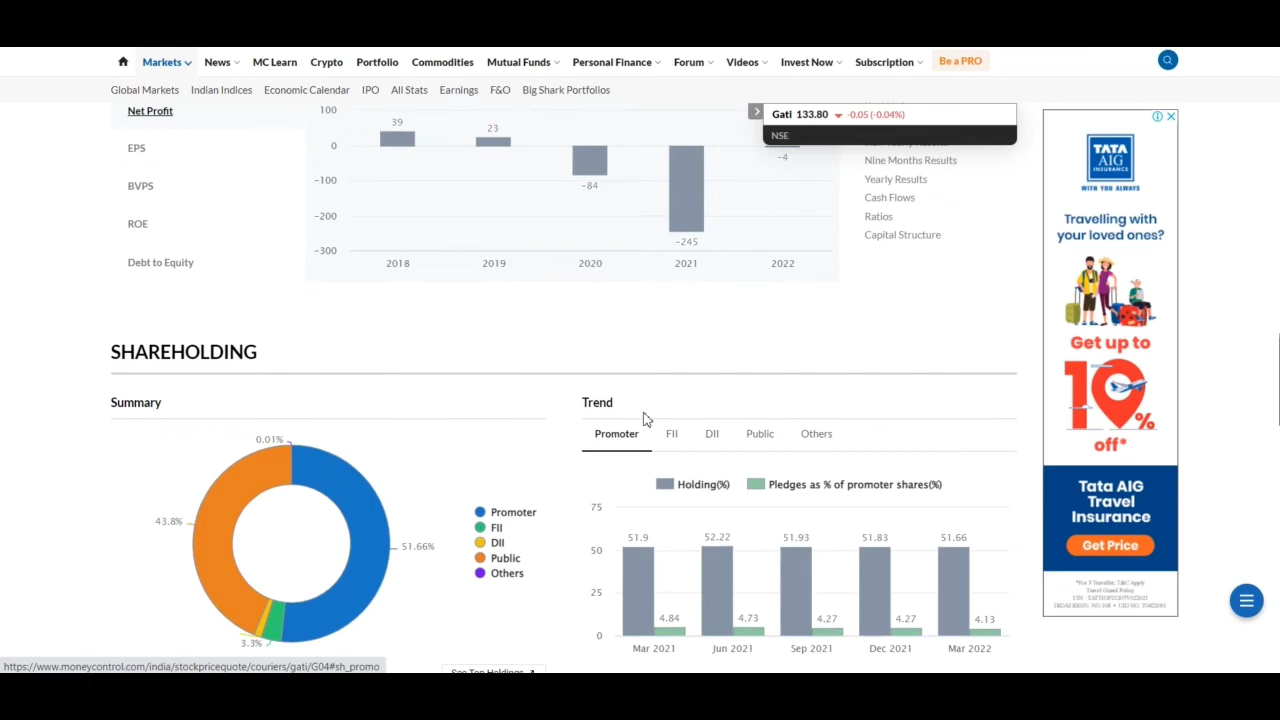 Markets News MC Learn Crypto Portfolio Commodities Mutual Funds Personal Finance Forum Videos Invest Now Subscription Be a PRO
Global Markets Indian Indices Economic Calendar IPO All Stats Earnings F&O Big Shark Portfolios
Net Profit
EPS
BVPS
ROE
Debt to Equity
100
0
−100
−200
−300
39
23
−84
−245
−4
2018 2019 2020 2021 2022
Gati 133.80 -0.05 (-0.04%)
NSE
Nine Months Results
Yearly Results
Cash Flows
Ratios
Capital Structure
TATA
AIG
INSURANCE
WITH YOU ALWAYS
Travelling with
your loved ones?
Get up to
10%
off*
Tata AIG
Travel
Insurance
Get Price
SHAREHOLDING
Summary
0.01%
43.8%
51.66%
3.3%
Promoter
FII
DII
Public
Others
Trend
Promoter FII DII Public Others
Holding(%) Pledges as % of promoter shares(%)
75
50
25
0
51.9 52.22 51.93 51.83 51.66
4.84 4.73 4.27 4.27 4.13
Mar 2021 Jun 2021 Sep 2021 Dec 2021 Mar 2022
https://www.moneycontrol.com/india/stockpricequote/couriers/gati/G04#sh_promo
See Top Holdings